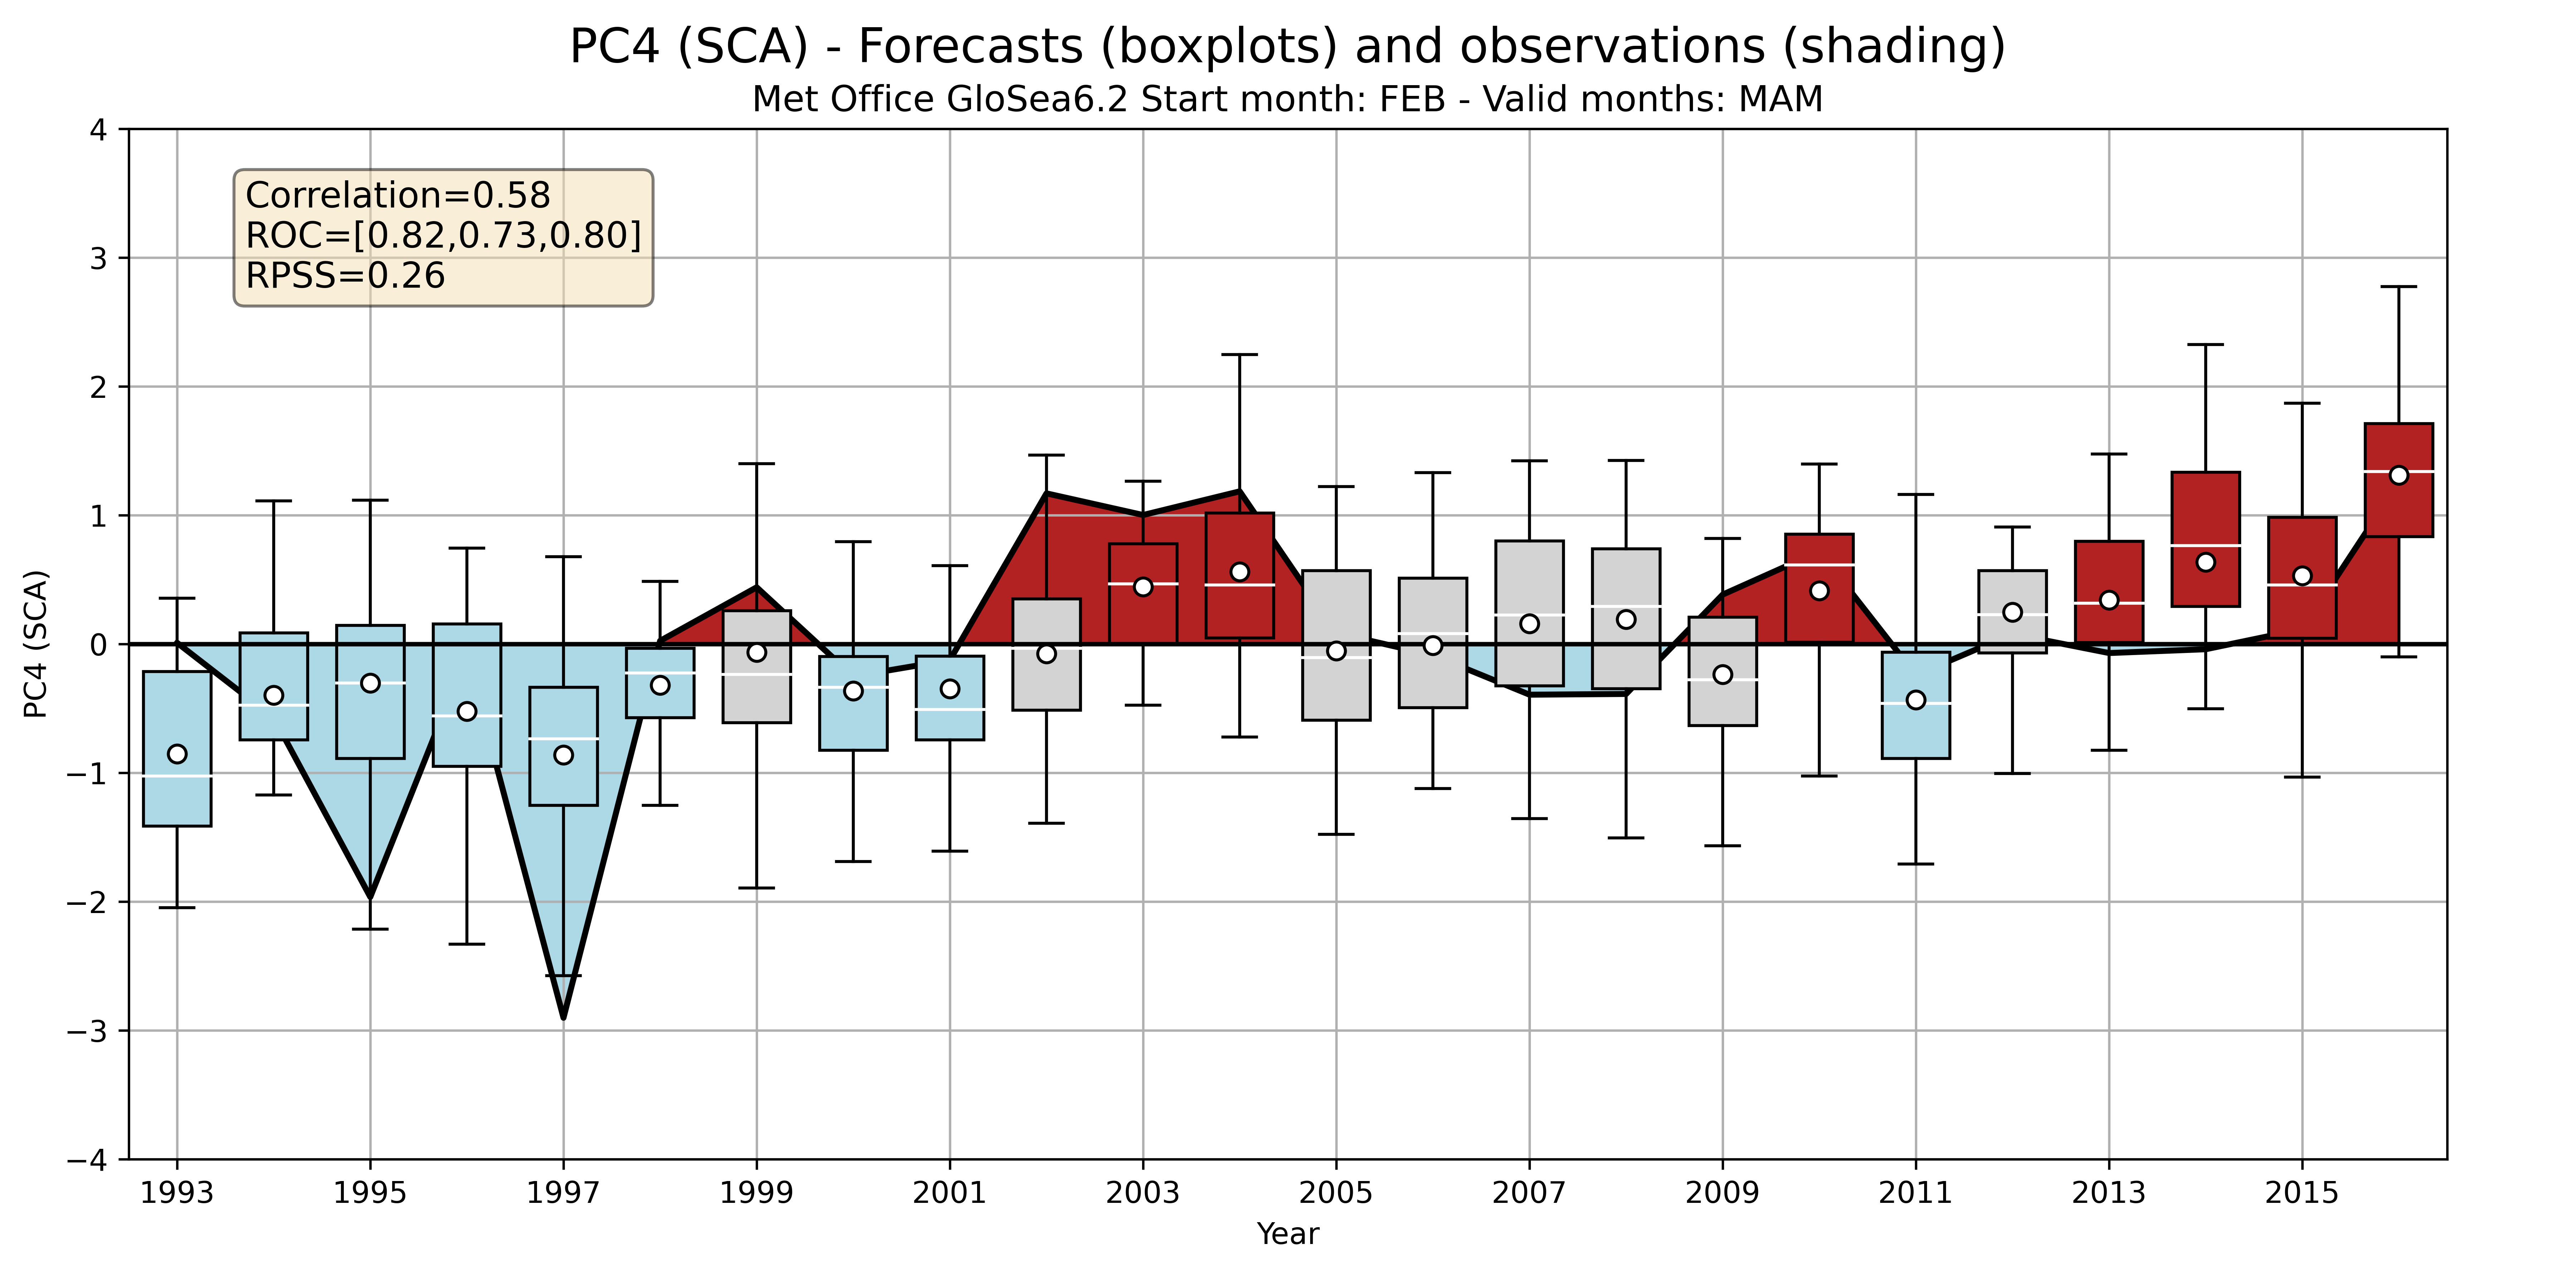 PC4 (SCA) - Forecasts (boxplots) and observations (shading)
Met Office GloSea6.2 Start month: FEB - Valid months: MAM
Correlation=0.58
ROC=[0.82,0.73,0.80]
RPSS=0.26
PC4 (SCA)
4
3
2
1
0
−1
−2
−3
−4
1993 1995 1997 1999 2001 2003 2005 2007 2009 2011 2013 2015
Year